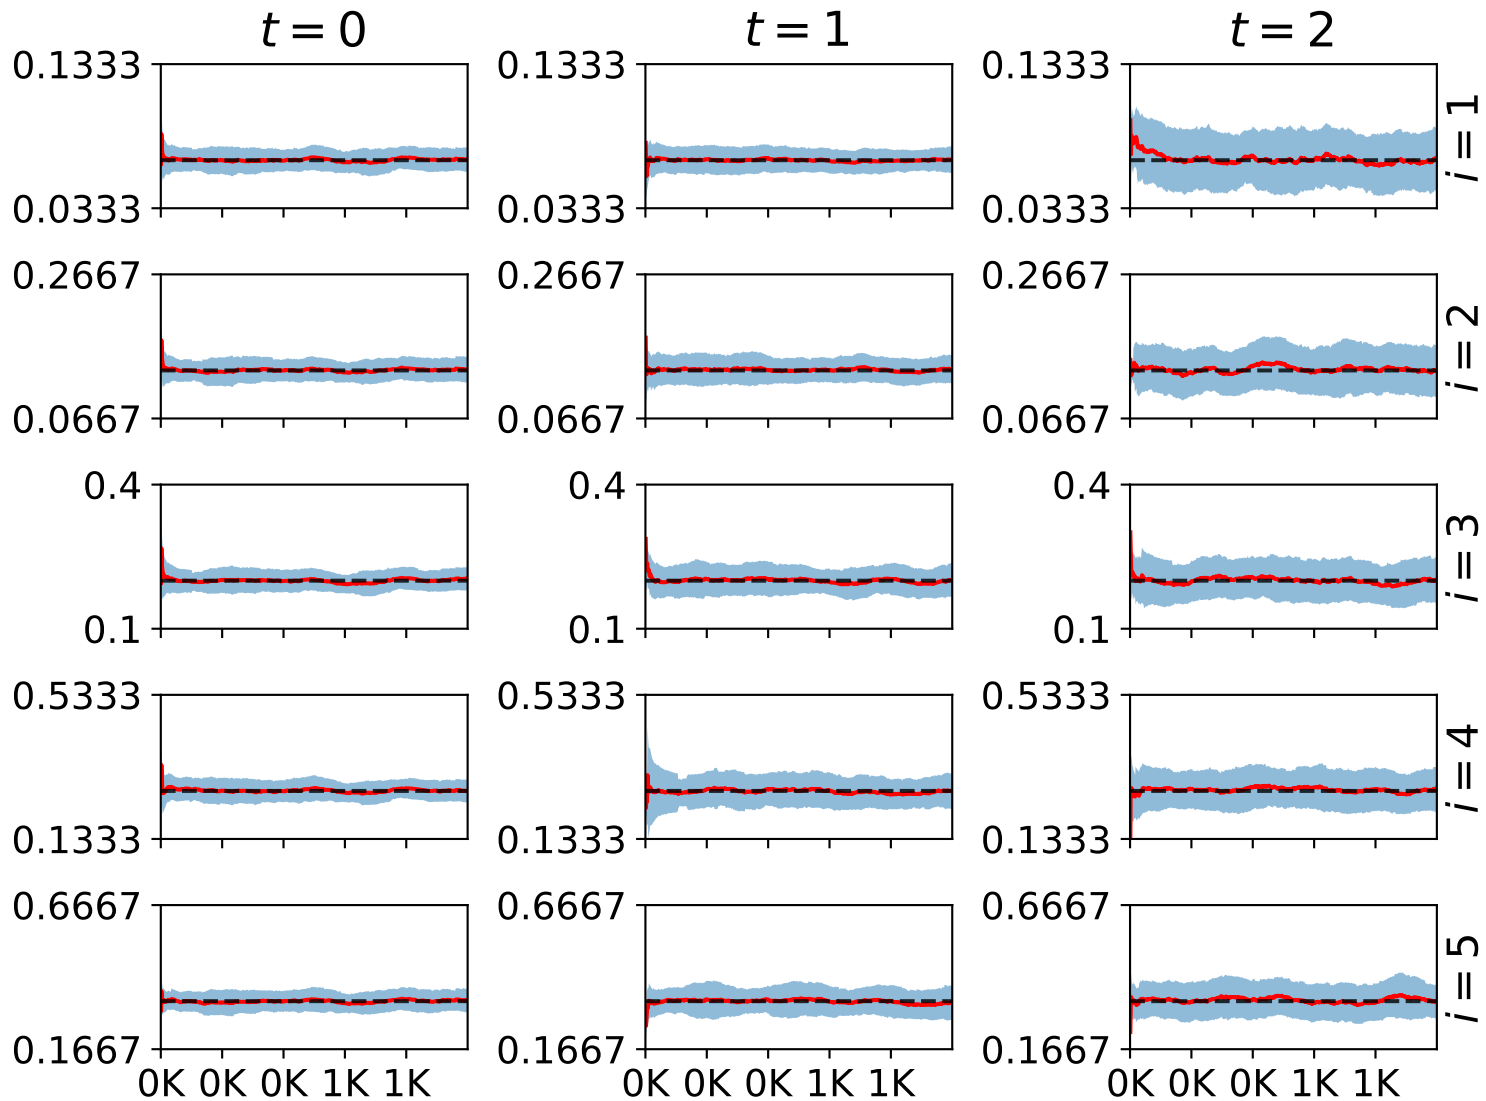 t = 0 t = 1 t = 2
0.1333 0.1333 0.1333
i = 1
0.0333 0.0333 0.0333
0.2667 0.2667 0.2667
i = 2
0.0667 0.0667 0.0667
0.4 0.4 0.4
i = 3
0.1 0.1 0.1
0.5333 0.5333 0.5333
i = 4
0.1333 0.1333 0.1333
0.6667 0.6667 0.6667
i = 5
0.1667 0.1667 0.1667
0K 0K 0K 1K 1K 0K 0K 0K 1K 1K 0K 0K 0K 1K 1K